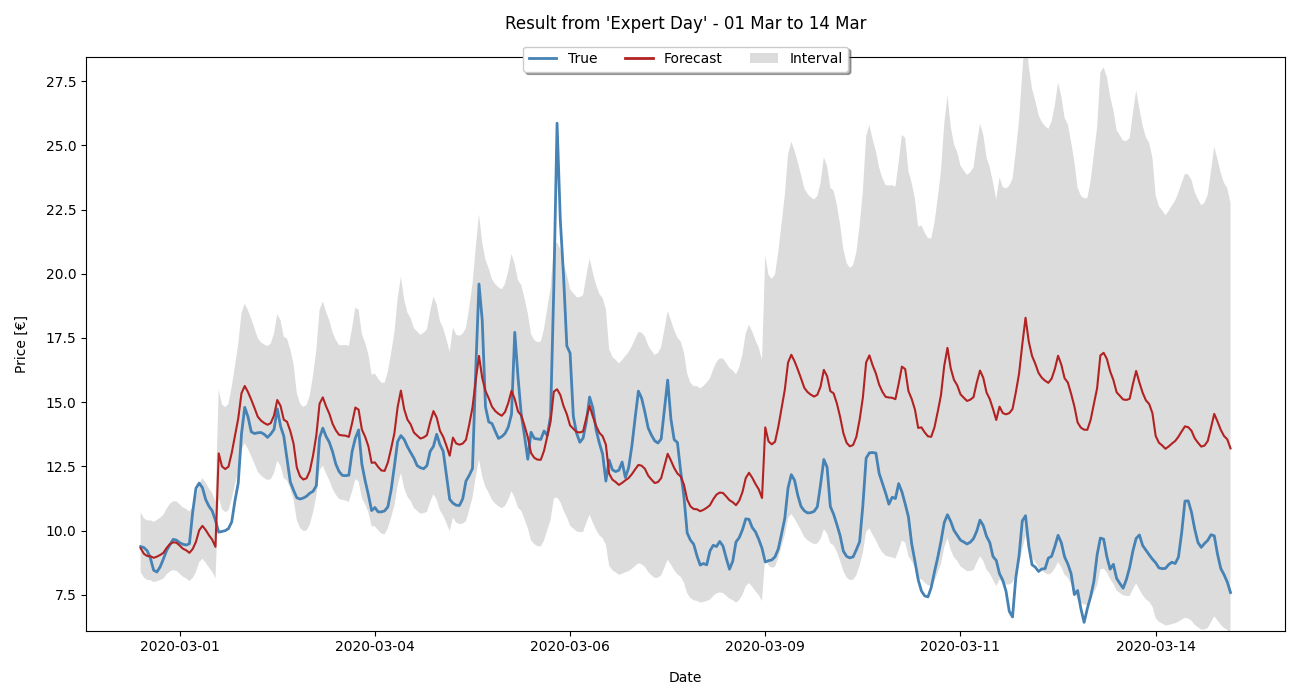 Result from 'Expert Day' - 01 Mar to 14 Mar
True Forecast Interval
27.5
25.0
22.5
20.0
17.5
15.0
12.5
10.0
7.5
Price [€]
2020-03-01 2020-03-04 2020-03-06 2020-03-09 2020-03-11 2020-03-14
Date